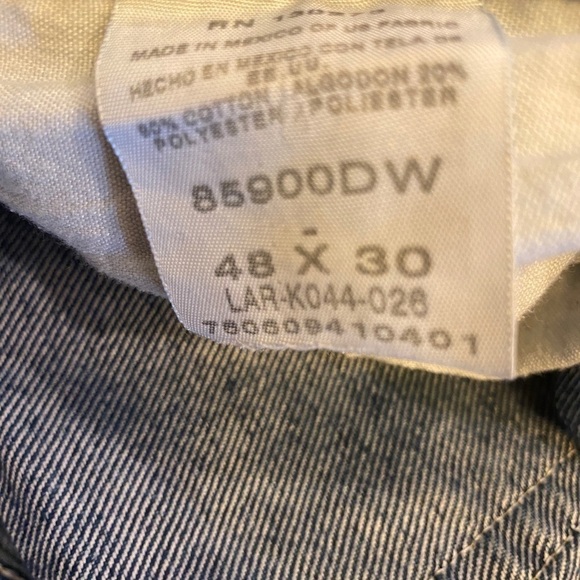 RN
MADE IN MEXICO OF US FABRIC
HECHO EN MEXICO CON TELA DE
EE.UU.
80% COTTON / ALGODON 20%
POLYESTER / POLIESTER
85900DW
-
48 X 30
LAR-K044-026
760609410401